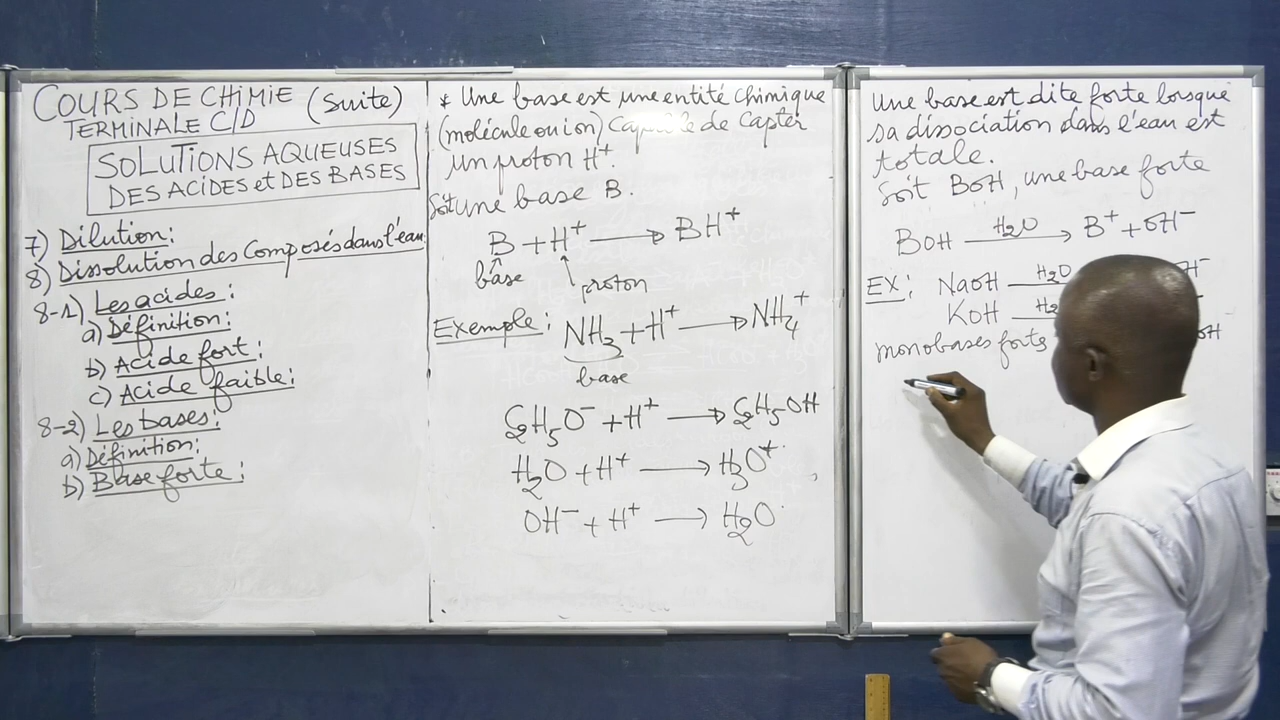 COURS DE CHIMIE (Suite)
TERMINALE C/D
SOLUTIONS AQUEUSES
DES ACIDES et DES BASES
7) Dilution:
8) Dissolution des Composés dans l'eau
8-1) Les acides:
a) Définition:
b) Acide fort:
c) Acide faible:
8-2) Les bases:
a) Définition:
b) Base forte:
* Une base est une entité chimique
(molécule ou ion) Capable de Capter
un proton H⁺.
Soit une base B.
B + H⁺ → BH⁺
base
proton
Exemple: NH₃ + H⁺ → NH₄⁺
base
C₂H₅O⁻ + H⁺ → C₂H₅OH
H₂O + H⁺ → H₃O⁺
OH⁻ + H⁺ → H₂O
Une base est dite forte lorsque
sa dissociation dans l'eau est
totale.
Soit BOH, une base forte
BOH —H₂O→ B⁺ + OH⁻
EX: NaOH —H₂O H⁻
KOH —H₂ ⁻
monobases fortes OH